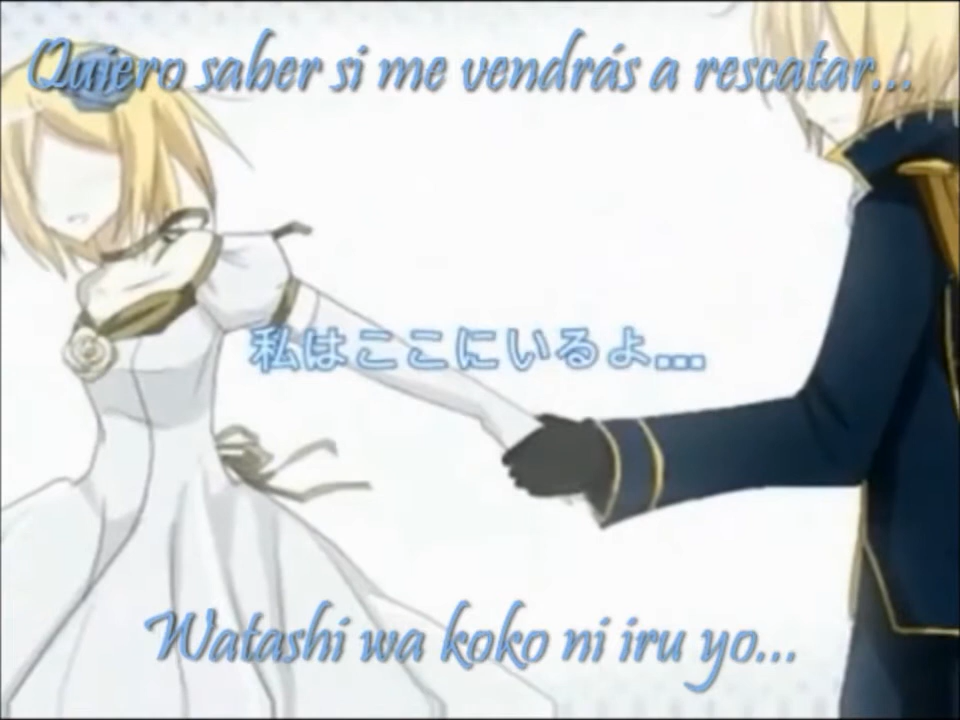 Quiero saber si me vendrás a rescatar...
私はここにいるよ...
Watashi wa koko ni iru yo...